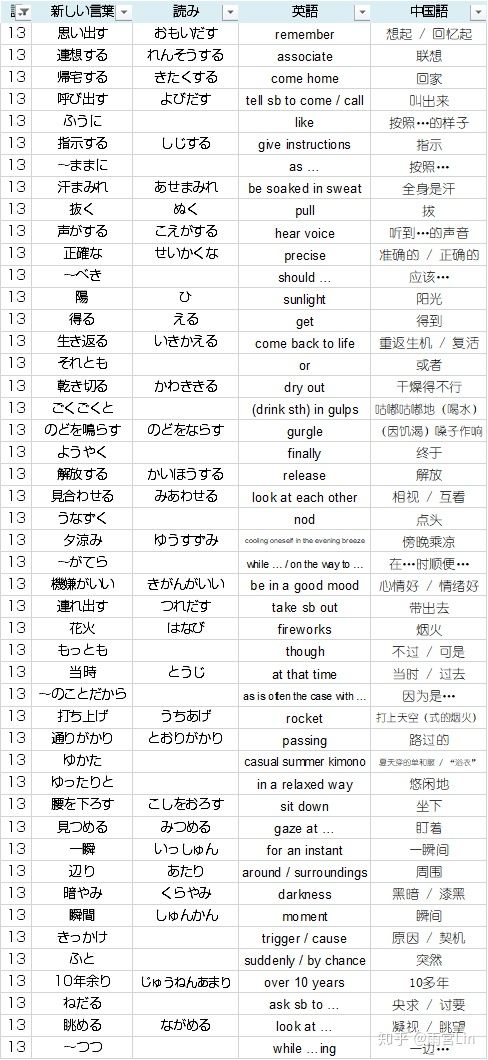 課 新しい言葉 読み 英語 中国語
13 思い出す おもいだす remember 想起 / 回忆起
13 連想する れんそうする associate 联想
13 帰宅する きたくする come home 回家
13 呼び出す よびだす tell sb to come / call 叫出来
13 ふうに like 按照…的样子
13 指示する しじする give instructions 指示
13 ～ままに as … 按照…
13 汗まみれ あせまみれ be soaked in sweat 全身是汗
13 抜く ぬく pull 拔
13 声がする こえがする hear voice 听到…的声音
13 正確な せいかくな precise 准确的 / 正确的
13 ～べき should … 应该…
13 陽 ひ sunlight 阳光
13 得る える get 得到
13 生き返る いきかえる come back to life 重返生机 / 复活
13 それとも or 或者
13 乾き切る かわききる dry out 干燥得不行
13 ごくごくと (drink sth) in gulps 咕嘟咕嘟地 (喝水)
13 のどを鳴らす のどをならす gurgle (因饥渴) 嗓子作响
13 ようやく finally 终于
13 解放する かいほうする release 解放
13 見合わせる みあわせる look at each other 相视 / 互看
13 うなずく nod 点头
13 夕涼み ゆうすずみ cooling oneself in the evening breeze 傍晚乘凉
13 ～がてら while … / on the way to … 在…时顺便…
13 機嫌がいい きがんがいい be in a good mood 心情好 / 情绪好
13 連れ出す つれだす take sb out 带出去
13 花火 はなび fireworks 烟火
13 もっとも though 不过 / 可是
13 当時 とうじ at that time 当时 / 过去
13 ～のことだから as is often the case with … 因为是…
13 打ち上げ うちあげ rocket 打上天空 (式的烟火)
13 通りがかり とおりがかり passing 路过的
13 ゆかた casual summer kimono 夏天穿的单和服 / “浴衣”
13 ゆったりと in a relaxed way 悠闲地
13 腰を下ろす こしをおろす sit down 坐下
13 見つめる みつめる gaze at … 盯着
13 一瞬 いっしゅん for an instant 一瞬间
13 辺り あたり around / surroundings 周围
13 暗やみ くらやみ darkness 黑暗 / 漆黑
13 瞬間 しゅんかん moment 瞬间
13 きっかけ trigger / cause 原因 / 契机
13 ふと suddenly / by chance 突然
13 10年余り じゅうねんあまり over 10 years 10多年
13 ねだる ask sb to … 央求 / 讨要
13 眺める ながめる look at … 凝视 / 眺望
13 ～つつ while …ing 一边…
知乎 @雨宮Lin